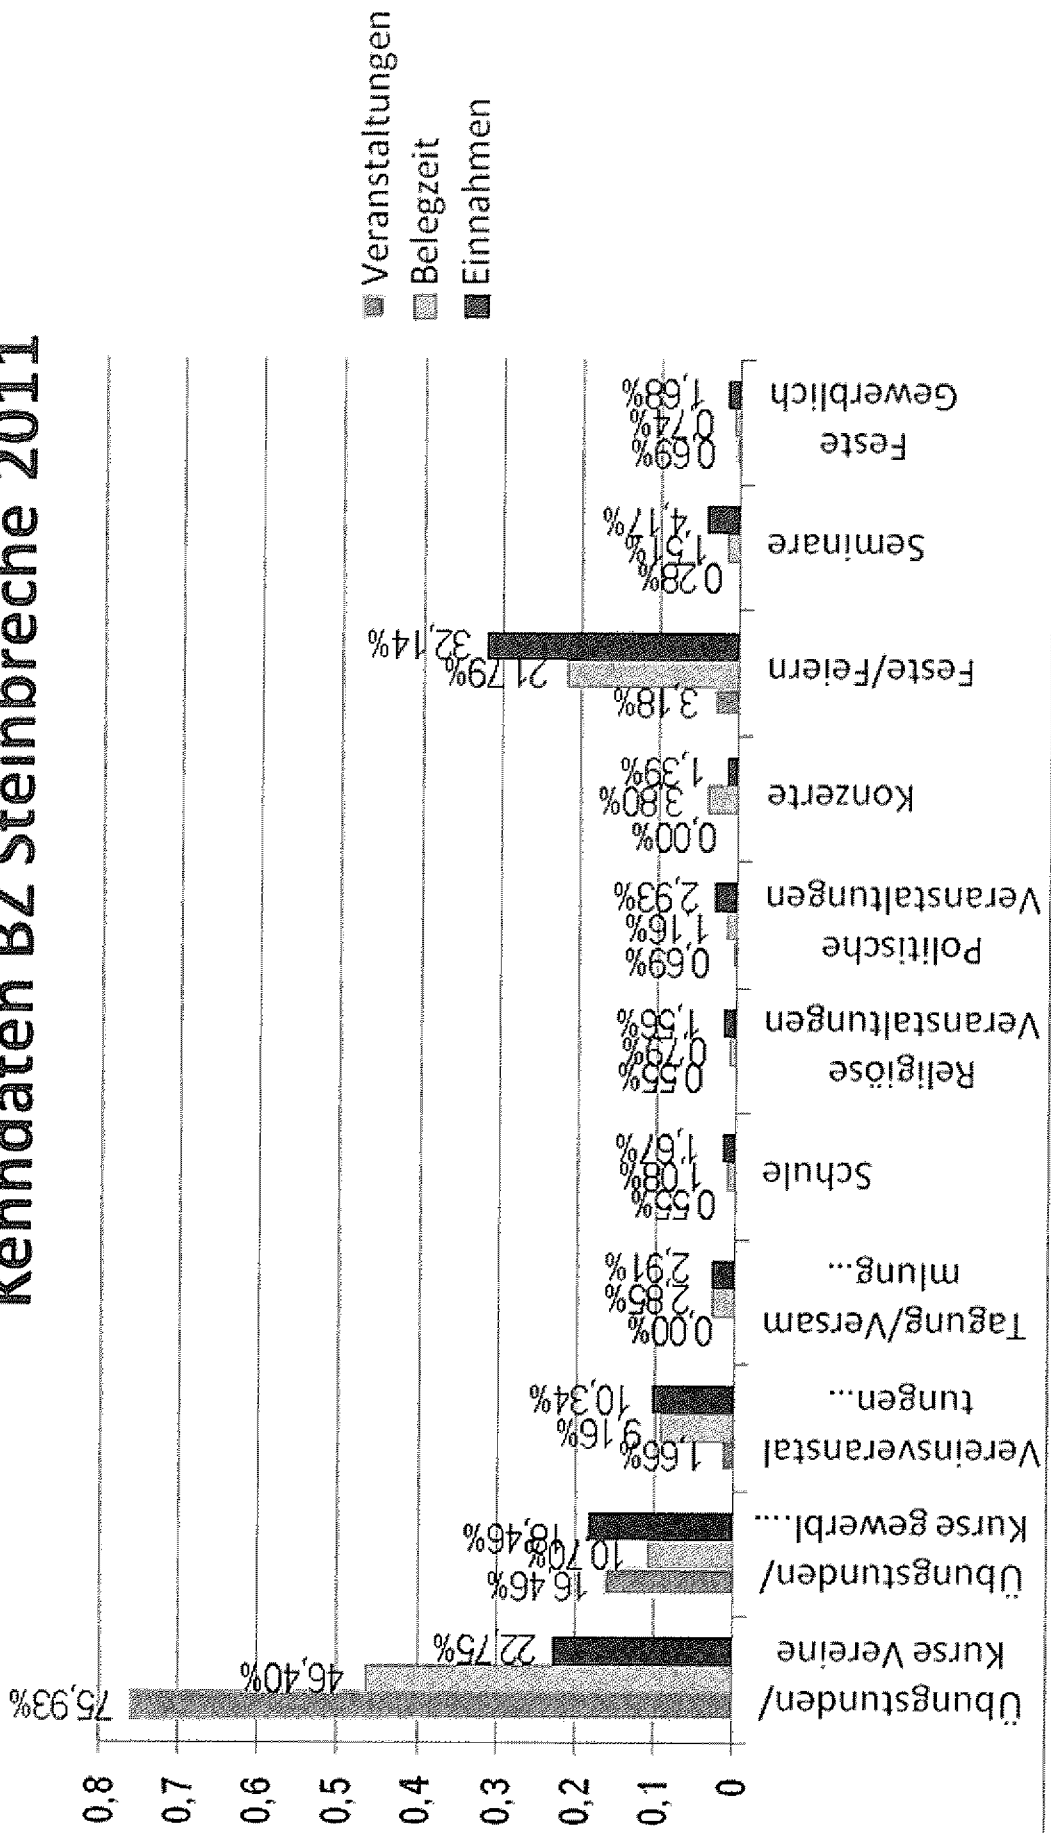 Kenndaten BZ Steinbreche 2011
0,8
0,7
0,6
0,5
0,4
0,3
0,2
0,1
0
75,93%
46,40%
22,75%
16,46%
10,70%
18,46%
1,66%
9,16%
10,34%
0,00%
2,85%
2,91%
0,55%
1,08%
1,67%
0,55%
0,79%
1,56%
0,69%
1,16%
2,93%
0,00%
3,80%
1,39%
3,18%
21,79%
32,14%
0,28%
1,51%
4,17%
0,69%
0,74%
1,68%
Übungstunden/
Kurse Vereine
Übungstunden/
Kurse gewerbl....
Vereinsveranstal
tungen...
Tagung/Versam
mlung...
Schule
Religiöse
Veranstaltungen
Politische
Veranstaltungen
Konzerte
Feste/Feiern
Seminare
Feste
Gewerblich
Veranstaltungen
Belegzeit
Einnahmen